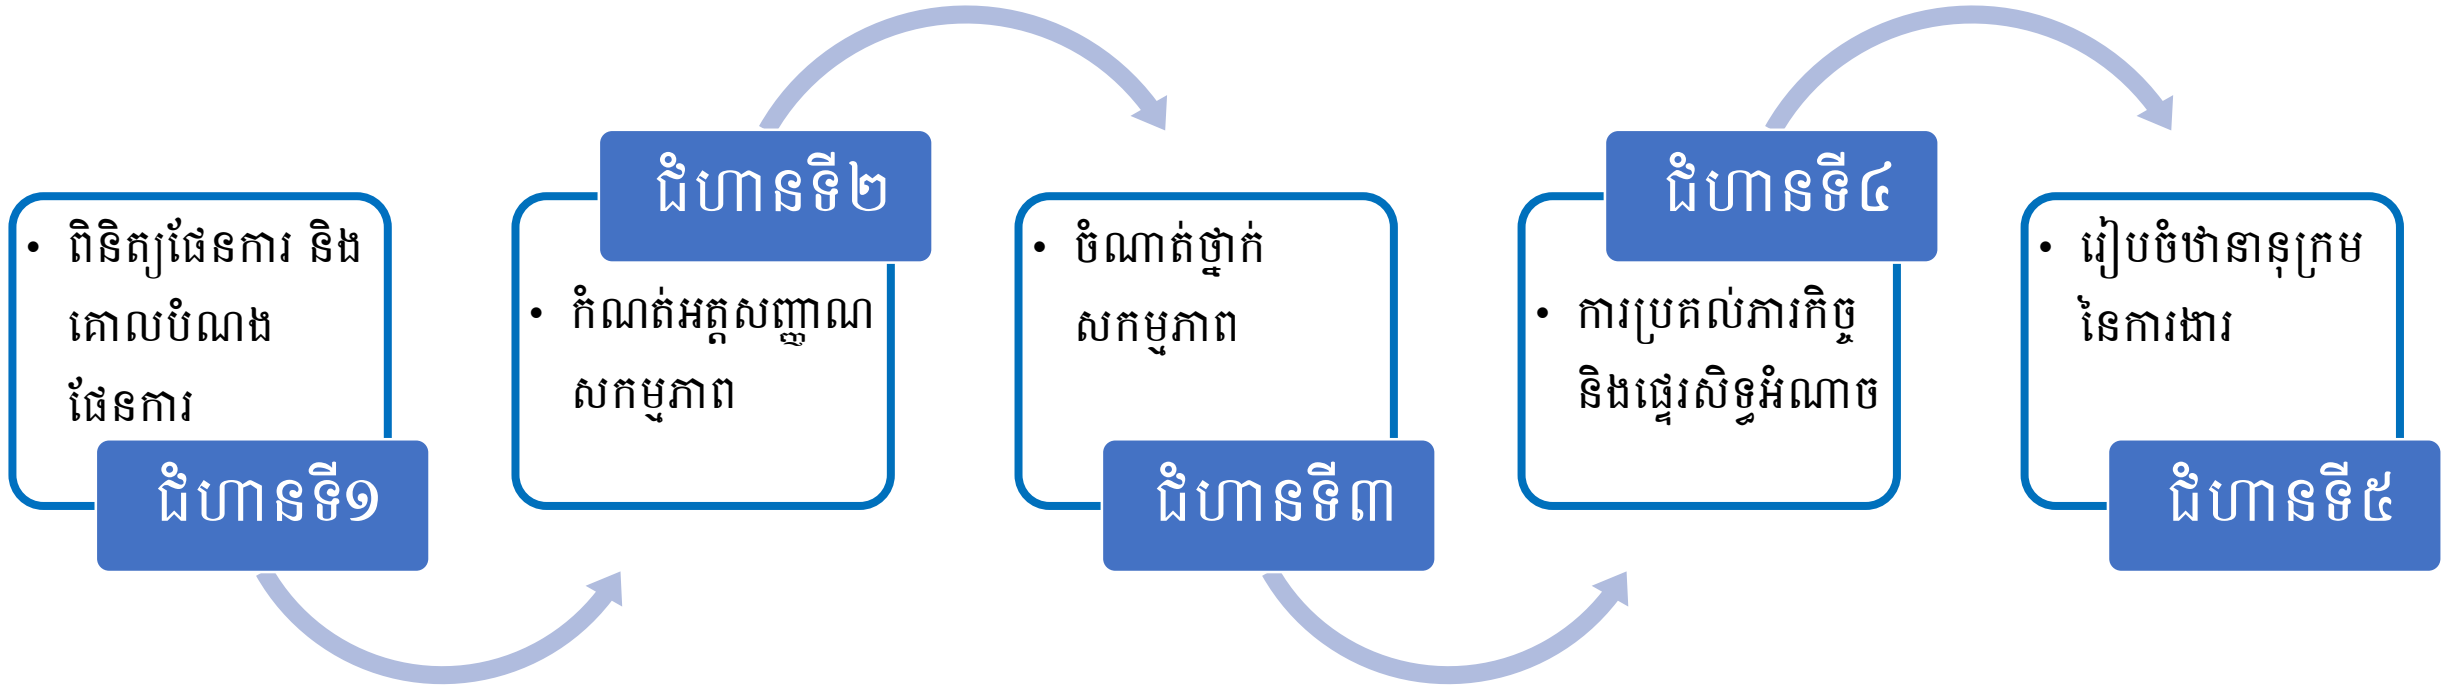 • ពិនិត្យផែនការ និង
គោលបំណង
ផែនការ
ជំហានទី១
ជំហានទី២
• កំណត់អត្តសញ្ញាណ
សកម្មភាព
• ចំណាត់ថ្នាក់
សកម្មភាព
ជំហានទី៣
ជំហានទី៤
• ការប្រគល់ភារកិច្ច
និងផ្ទេរសិទ្ធអំណាច
• រៀបចំឋានានុក្រម
នៃការងារ
ជំហានទី៥